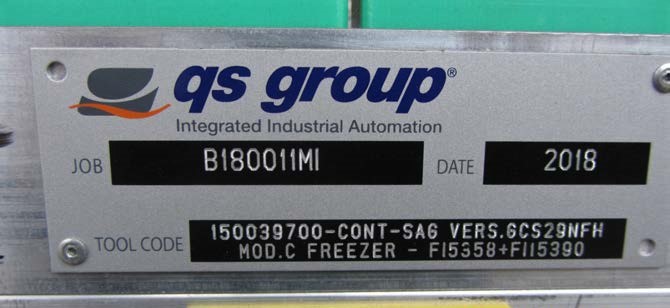 qs group®
Integrated Industrial Automation
JOB B180011MI DATE 2018
TOOL CODE 150039700-CONT-SAG VERS.GCS29NFH
MOD.C FREEZER - FI5358+FI15390